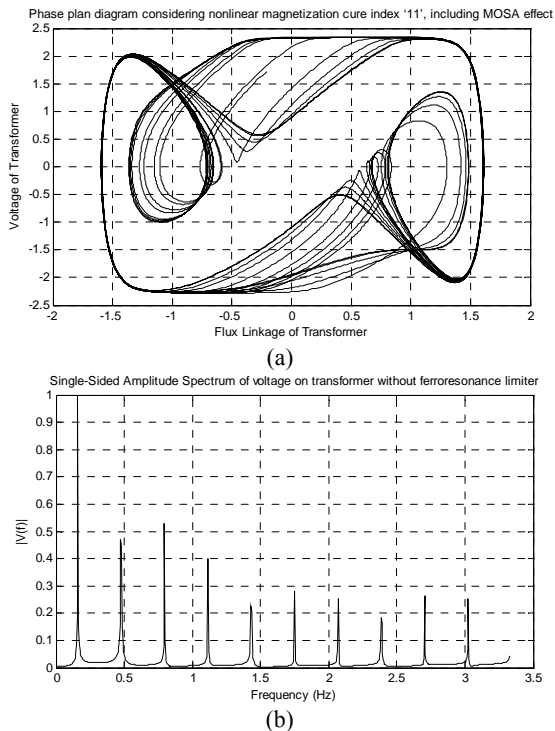 Phase plan diagram considering nonlinear magnetization cure index '11', including MOSA effect
2.5
2
1.5
1
0.5
0
-0.5
-1
-1.5
-2
-2.5
Voltage of Transformer
-2 -1.5 -1 -0.5 0 0.5 1 1.5 2
Flux Linkage of Transformer
(a)
Single-Sided Amplitude Spectrum of voltage on transformer without ferroresonance limiter
1
0.9
0.8
0.7
0.6
0.5
0.4
0.3
0.2
0.1
0
|V(f)|
0 0.5 1 1.5 2 2.5 3 3.5
Frequency (Hz)
(b)